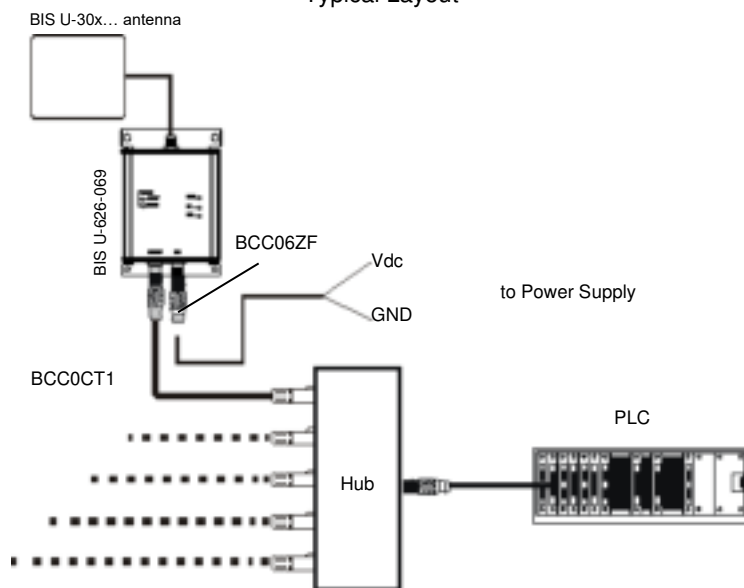 Typical Layout
BIS U-30x... antenna
BIS U-626-069
BCC06ZF
Vdc
to Power Supply
GND
BCC0CT1
PLC
Hub